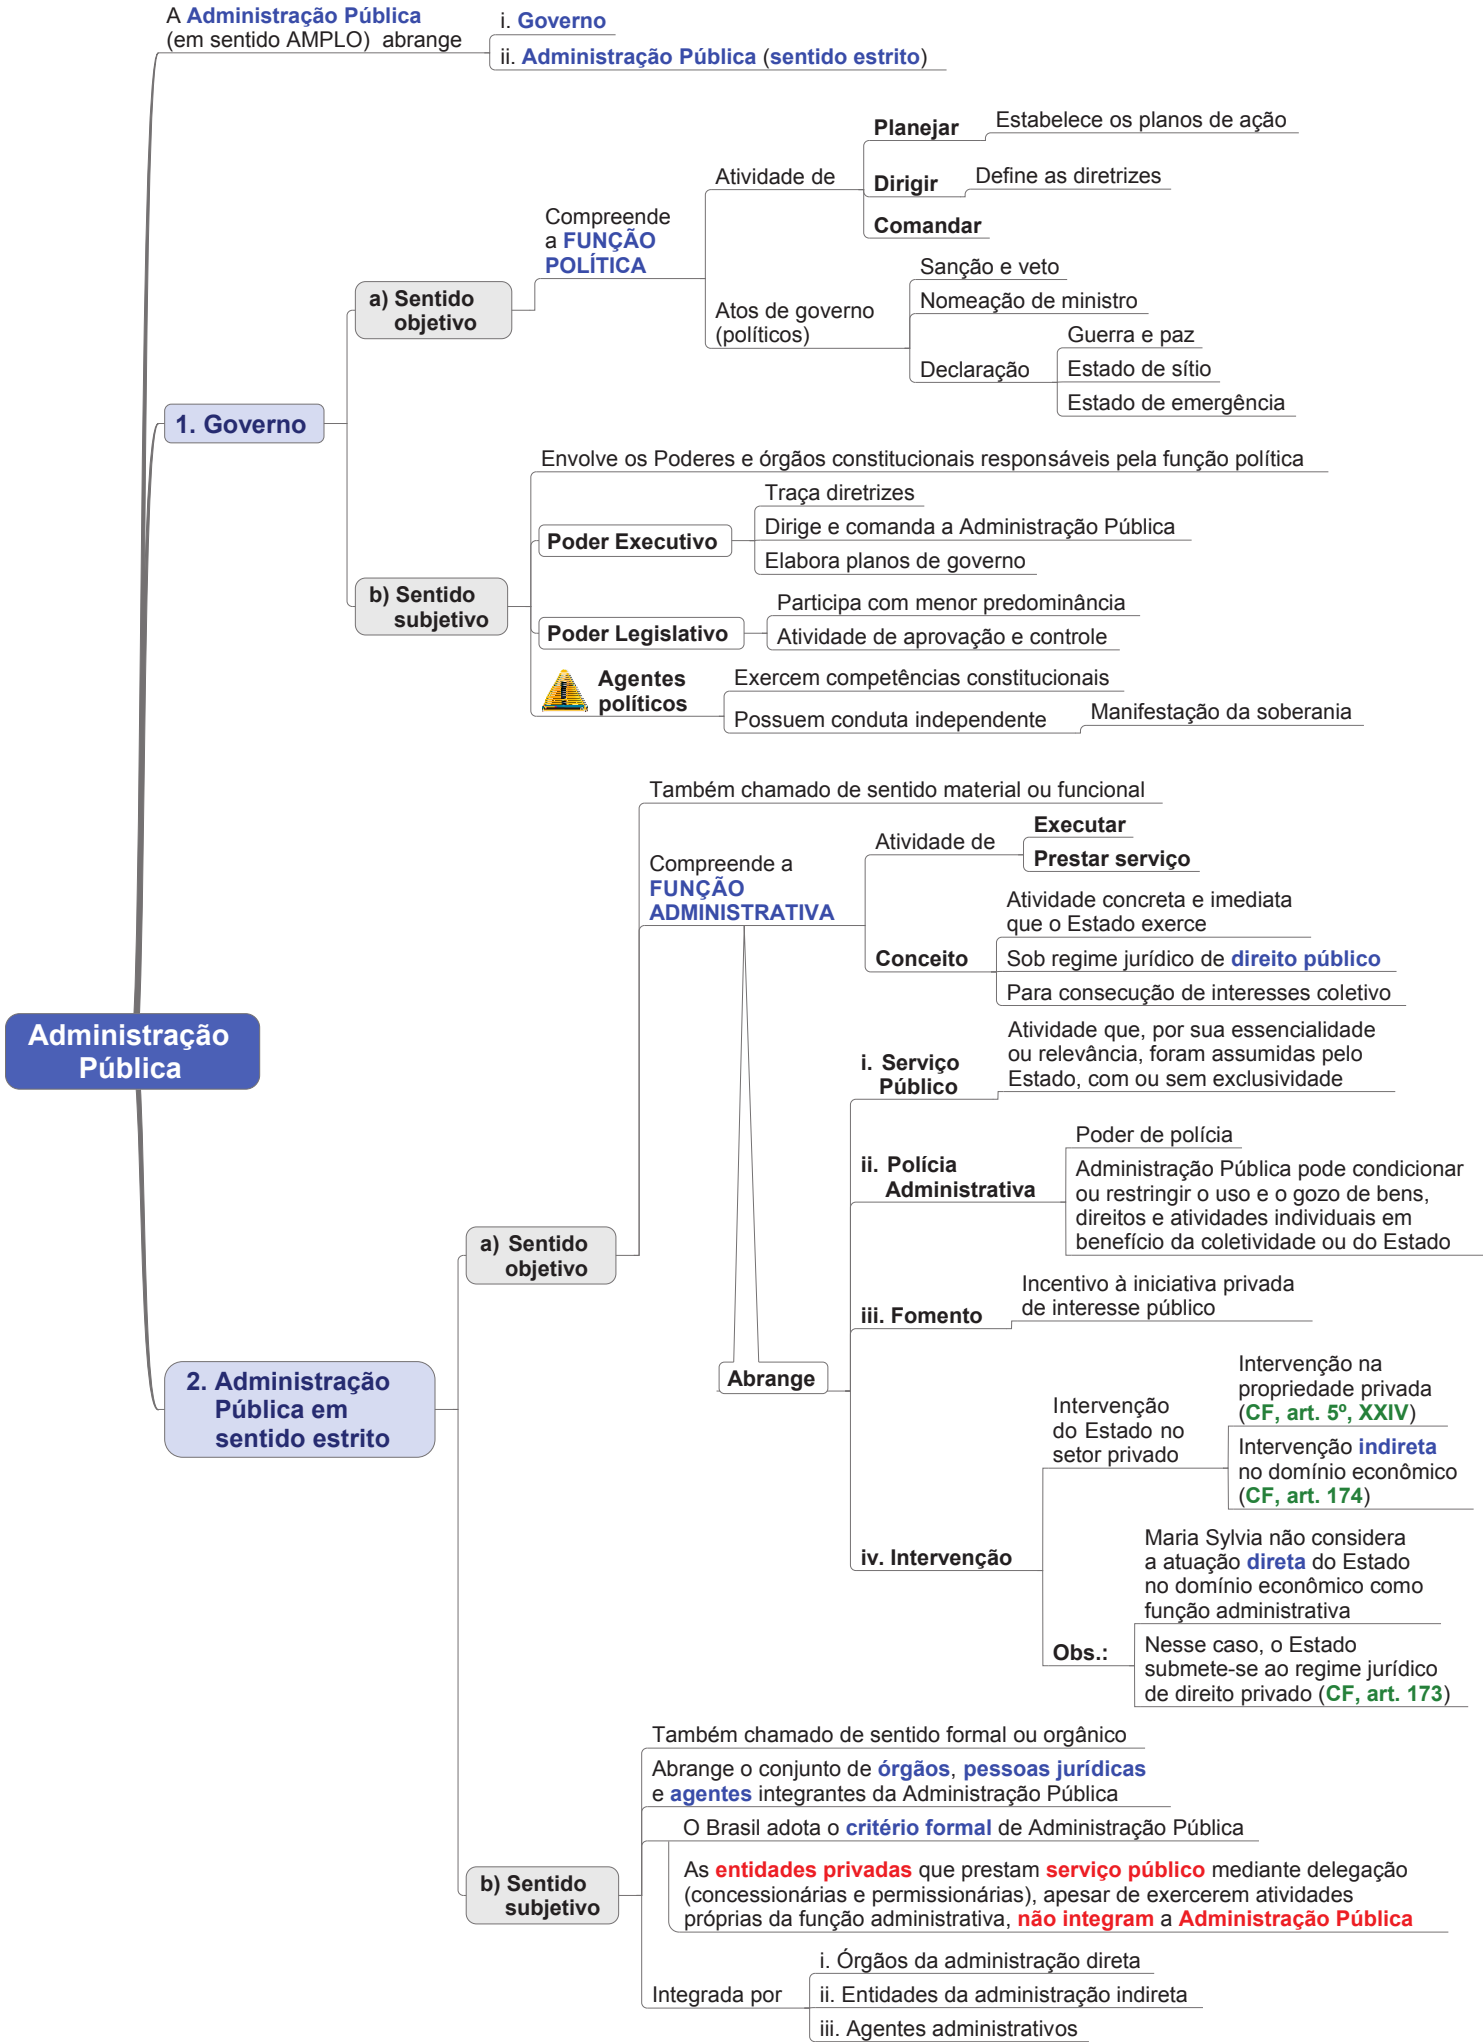 A Administração Pública
(em sentido AMPLO) abrange
i. Governo
ii. Administração Pública (sentido estrito)
Administração
Pública
1. Governo
a) Sentido
objetivo
Compreende
a FUNÇÃO
POLÍTICA
Atividade de
Planejar
Estabelece os planos de ação
Dirigir
Define as diretrizes
Comandar
Atos de governo
(políticos)
Sanção e veto
Nomeação de ministro
Declaração
Guerra e paz
Estado de sítio
Estado de emergência
b) Sentido
subjetivo
Envolve os Poderes e órgãos constitucionais responsáveis pela função política
Poder Executivo
Traça diretrizes
Dirige e comanda a Administração Pública
Elabora planos de governo
Poder Legislativo
Participa com menor predominância
Atividade de aprovação e controle
Agentes
políticos
Exercem competências constitucionais
Possuem conduta independente
Manifestação da soberania
2. Administração
Pública em
sentido estrito
a) Sentido
objetivo
Também chamado de sentido material ou funcional
Compreende a
FUNÇÃO
ADMINISTRATIVA
Atividade de
Executar
Prestar serviço
Conceito
Atividade concreta e imediata
que o Estado exerce
Sob regime jurídico de direito público
Para consecução de interesses coletivo
Abrange
i. Serviço
Público
Atividade que, por sua essencialidade
ou relevância, foram assumidas pelo
Estado, com ou sem exclusividade
ii. Polícia
Administrativa
Poder de polícia
Administração Pública pode condicionar
ou restringir o uso e o gozo de bens,
direitos e atividades individuais em
benefício da coletividade ou do Estado
iii. Fomento
Incentivo à iniciativa privada
de interesse público
iv. Intervenção
Intervenção
do Estado no
setor privado
Intervenção na
propriedade privada
(CF, art. 5º, XXIV)
Intervenção indireta
no domínio econômico
(CF, art. 174)
Obs.:
Maria Sylvia não considera
a atuação direta do Estado
no domínio econômico como
função administrativa
Nesse caso, o Estado
submete-se ao regime jurídico
de direito privado (CF, art. 173)
b) Sentido
subjetivo
Também chamado de sentido formal ou orgânico
Abrange o conjunto de órgãos, pessoas jurídicas
e agentes integrantes da Administração Pública
O Brasil adota o critério formal de Administração Pública
As entidades privadas que prestam serviço público mediante delegação
(concessionárias e permissionárias), apesar de exercerem atividades
próprias da função administrativa, não integram a Administração Pública
Integrada por
i. Órgãos da administração direta
ii. Entidades da administração indireta
iii. Agentes administrativos